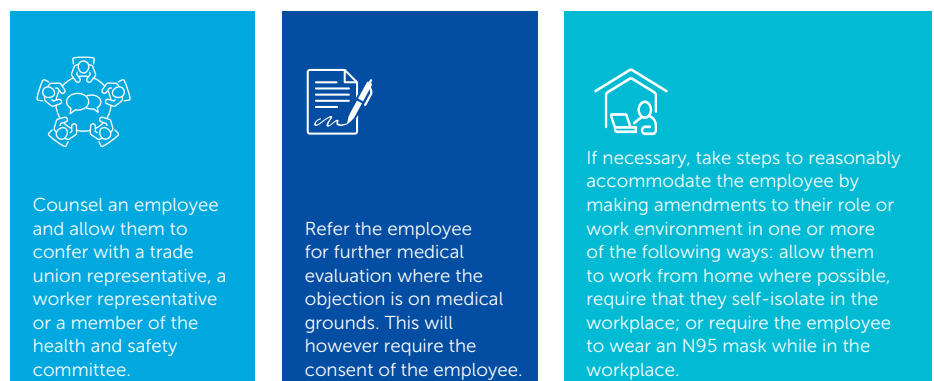 Counsel an employee
and allow them to
confer with a trade
union representative, a
worker representative
or a member of the
health and safety
committee.
Refer the employee
for further medical
evaluation where the
objection is on medical
grounds. This will
however require the
consent of the employee.
If necessary, take steps to reasonably
accommodate the employee by
making amendments to their role or
work environment in one or more
of the following ways: allow them
to work from home where possible,
require that they self-isolate in the
workplace; or require the employee
to wear an N95 mask while in the
workplace.